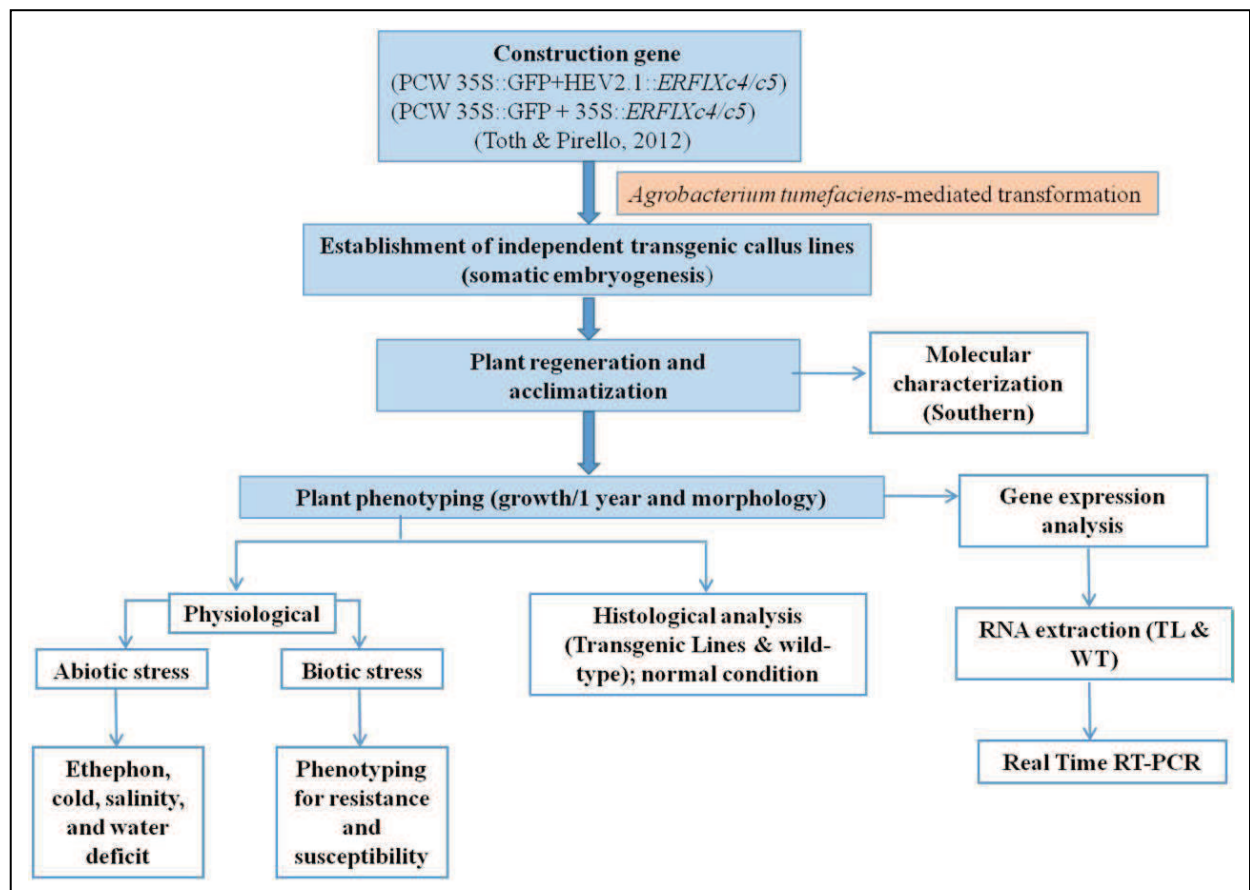 Construction gene
(PCW 35S::GFP+HEV2.1::ERFIXc4/c5)
(PCW 35S::GFP + 35S::ERFIXc4/c5)
(Toth & Pirello, 2012)
Agrobacterium tumefaciens-mediated transformation
Establishment of independent transgenic callus lines
(somatic embryogenesis)
Plant regeneration and
acclimatization
Molecular
characterization
(Southern)
Plant phenotyping (growth/1 year and morphology)
Gene expression
analysis
Physiological
Histological analysis
(Transgenic Lines & wild-
type); normal condition
RNA extraction (TL &
WT)
Abiotic stress
Biotic stress
Real Time RT-PCR
Ethephon,
cold, salinity,
and water
deficit
Phenotyping
for resistance
and
susceptibility